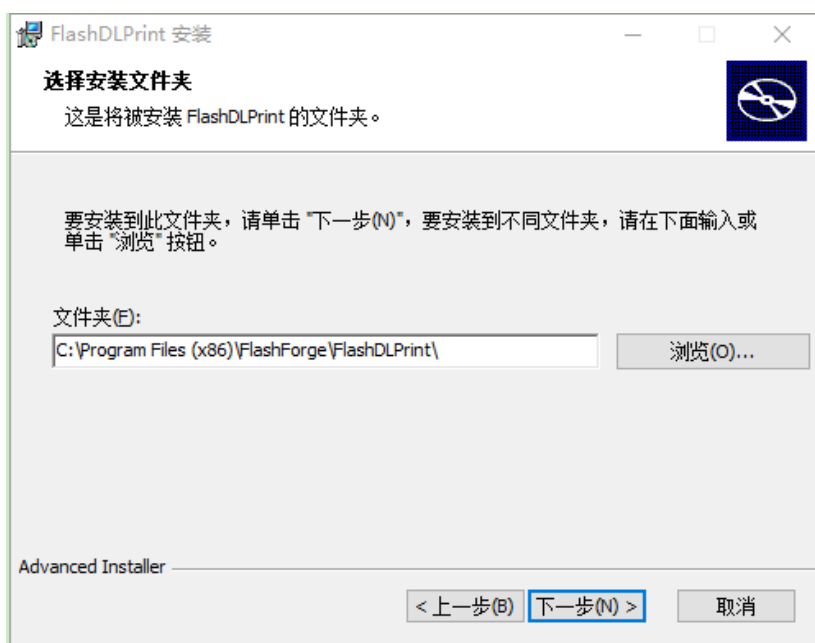 FlashDLPrint 安装
选择安装文件夹
这是将被安装 FlashDLPrint 的文件夹。
要安装到此文件夹，请单击 "下一步(N)"，要安装到不同文件夹，请在下面输入或
单击 "浏览" 按钮。
文件夹(F):
C:\Program Files (x86)\FlashForge\FlashDLPrint\
浏览(O)...
Advanced Installer
< 上一步(B)
下一步(N) >
取消